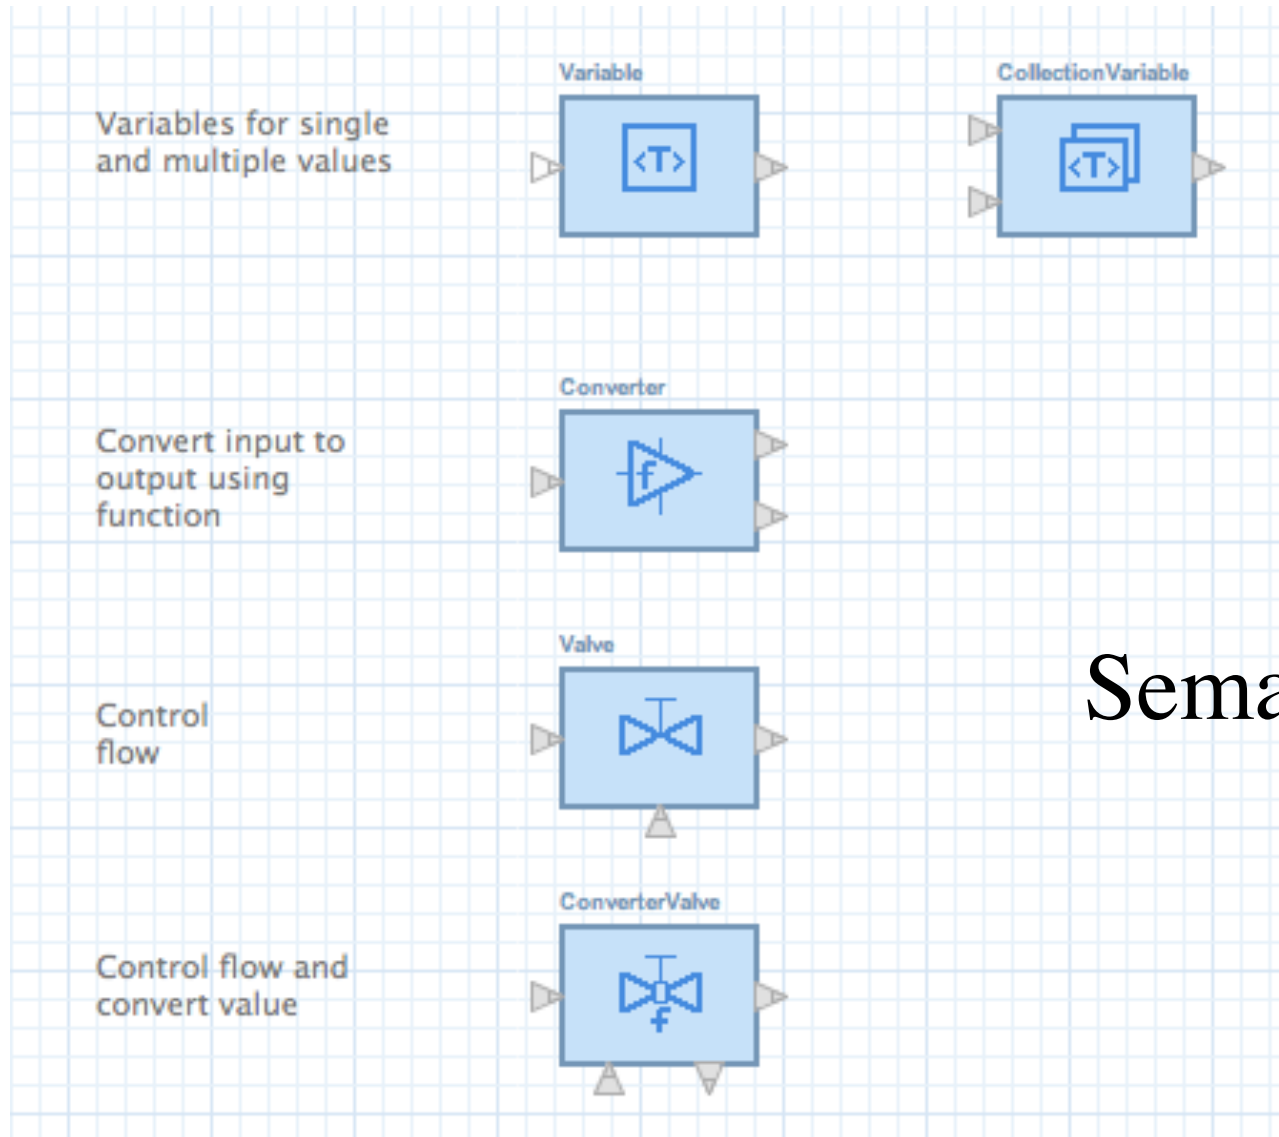 Variable
CollectionVariable
Variables for single
and multiple values
<T>
<T>
Converter
Convert input to
output using
function
f
Valve
Control
flow
Sema
ConverterValve
Control flow and
convert value
f